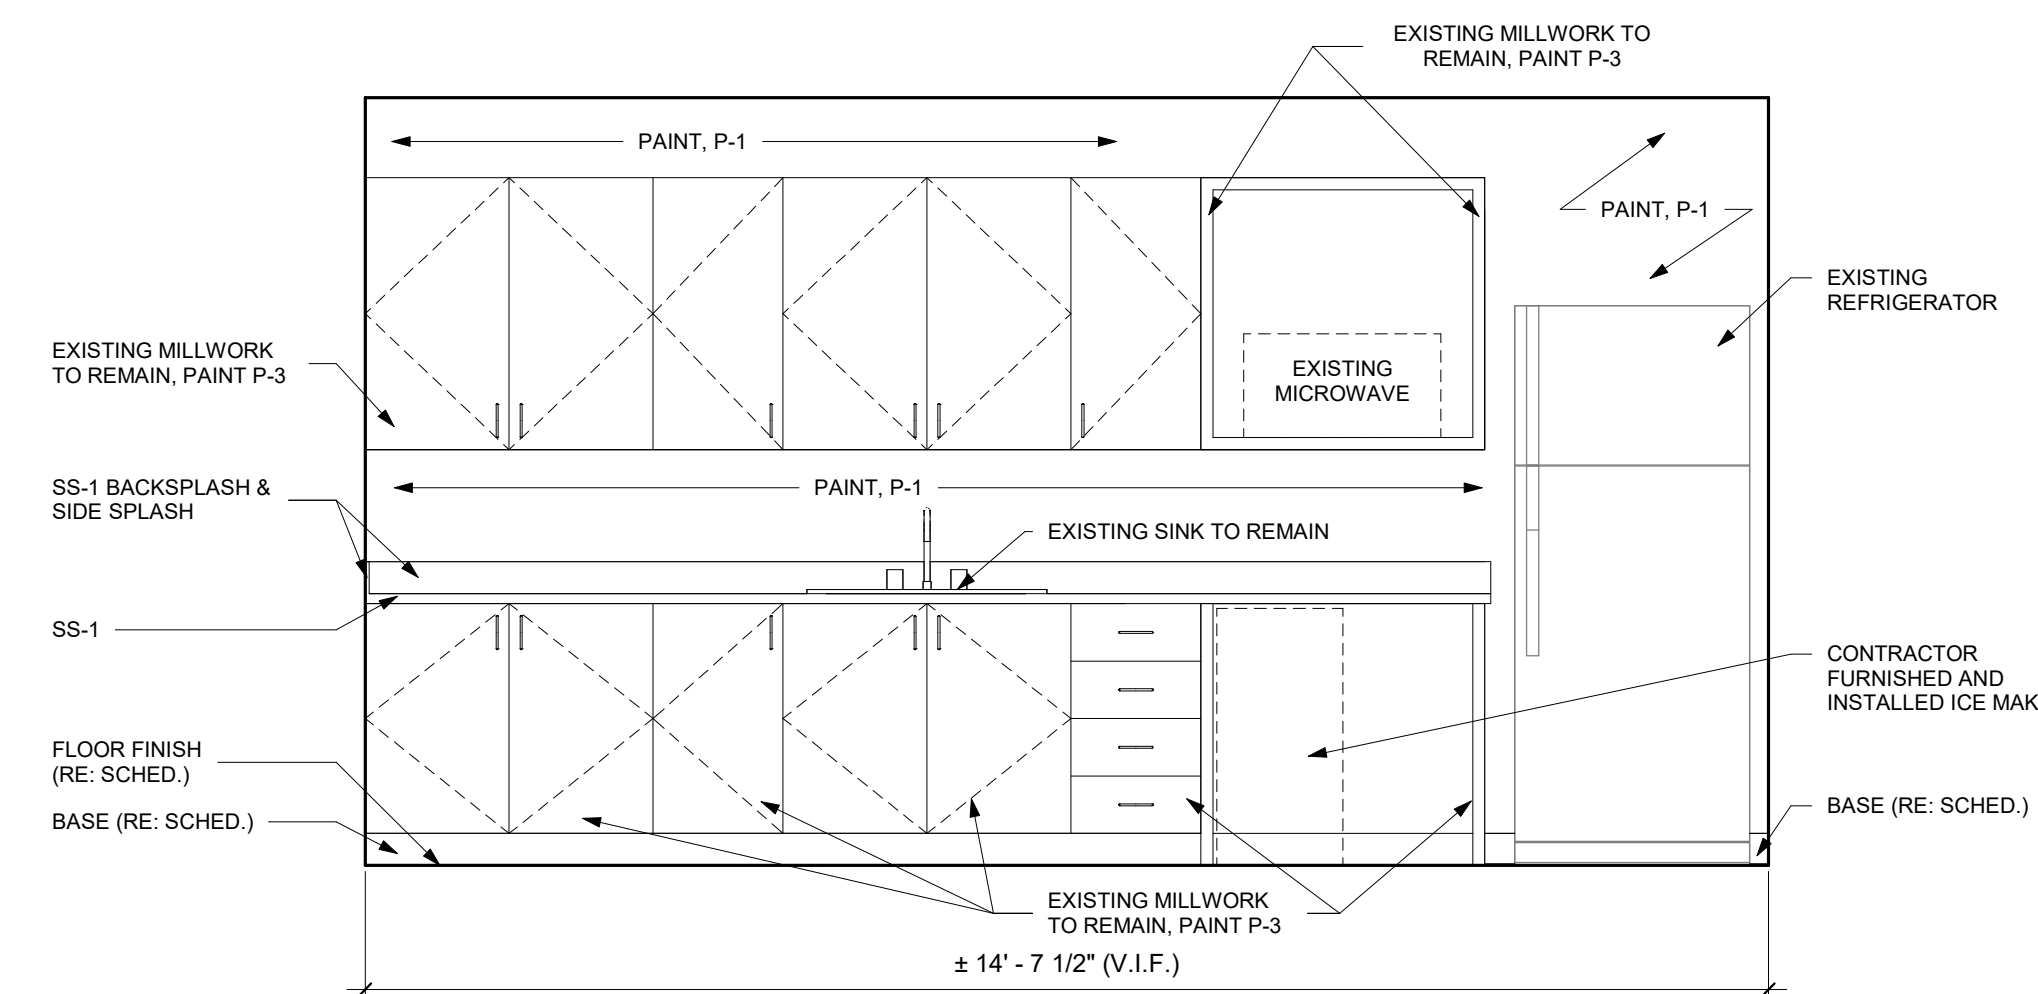 EXISTING MILLWORK TO
REMAIN, PAINT P-3
PAINT, P-1
PAINT, P-1
EXISTING
REFRIGERATOR
EXISTING MILLWORK
TO REMAIN, PAINT P-3
EXISTING
MICROWAVE
SS-1 BACKSPLASH &
SIDE SPLASH
PAINT, P-1
EXISTING SINK TO REMAIN
SS-1
CONTRACTOR
FURNISHED AND
INSTALLED ICE MAK
FLOOR FINISH
(RE: SCHED.)
BASE (RE: SCHED.)
BASE (RE: SCHED.)
EXISTING MILLWORK
TO REMAIN, PAINT P-3
± 14' - 7 1/2" (V.I.F.)